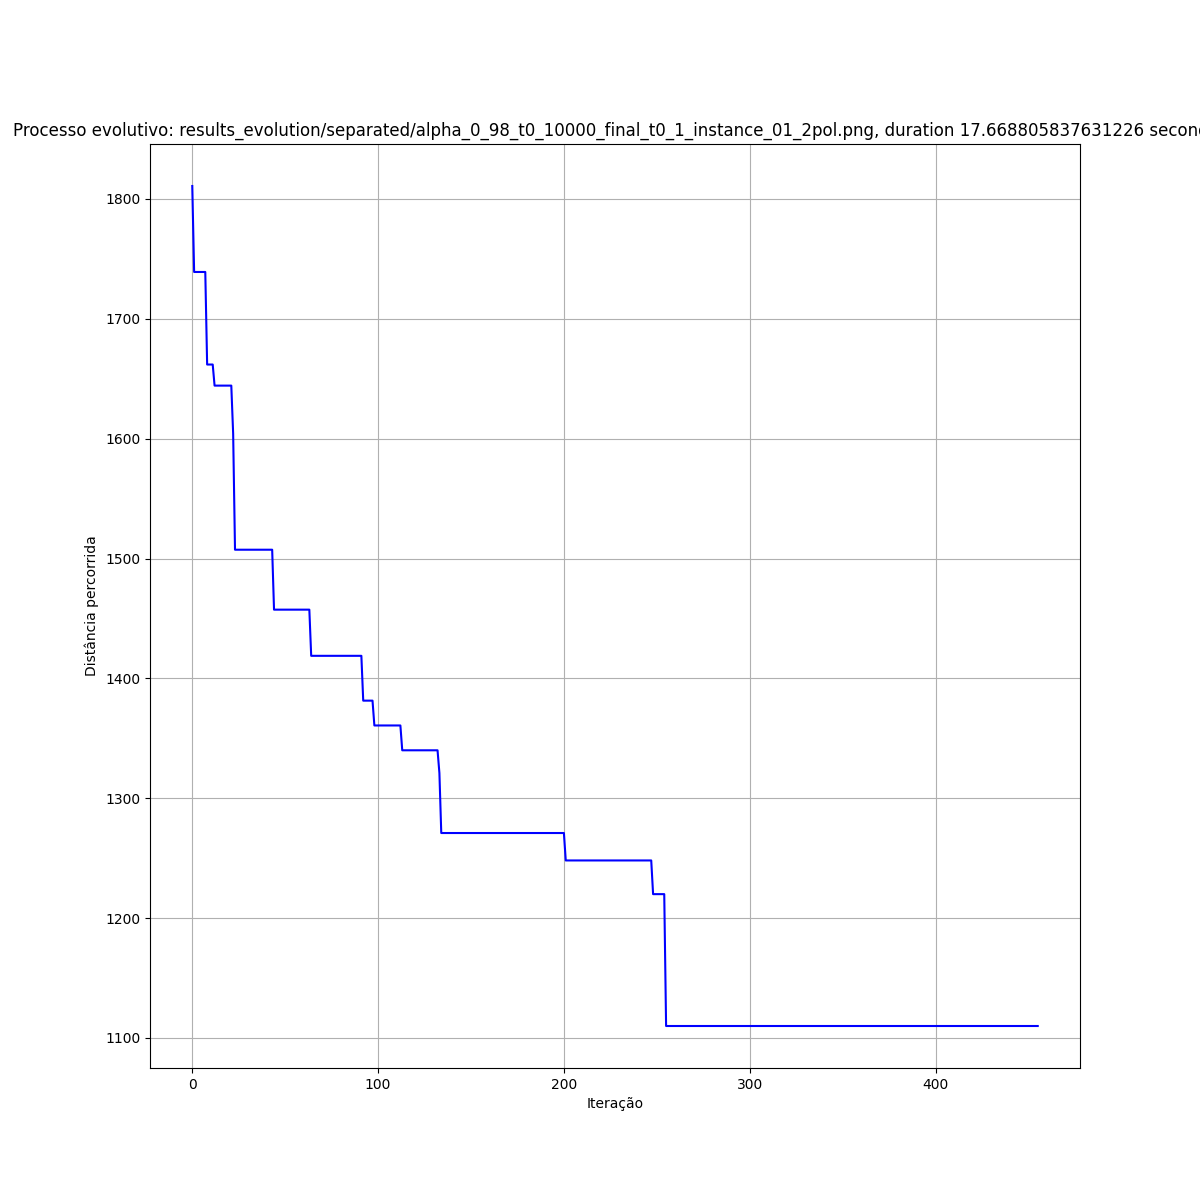 Processo evolutivo: results_evolution/separated/alpha_0_98_t0_10000_final_t0_1_instance_01_2pol.png, duration 17.668805837631226
1800
1700
1600
1500
1400
1300
1200
1100
Distância percorrida
0 100 200 300 400
Iteração